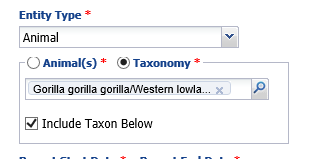 Entity Type *
Animal
Animal(s) * Taxonomy *
Gorilla gorilla gorilla/Western lowla...
Include Taxon Below